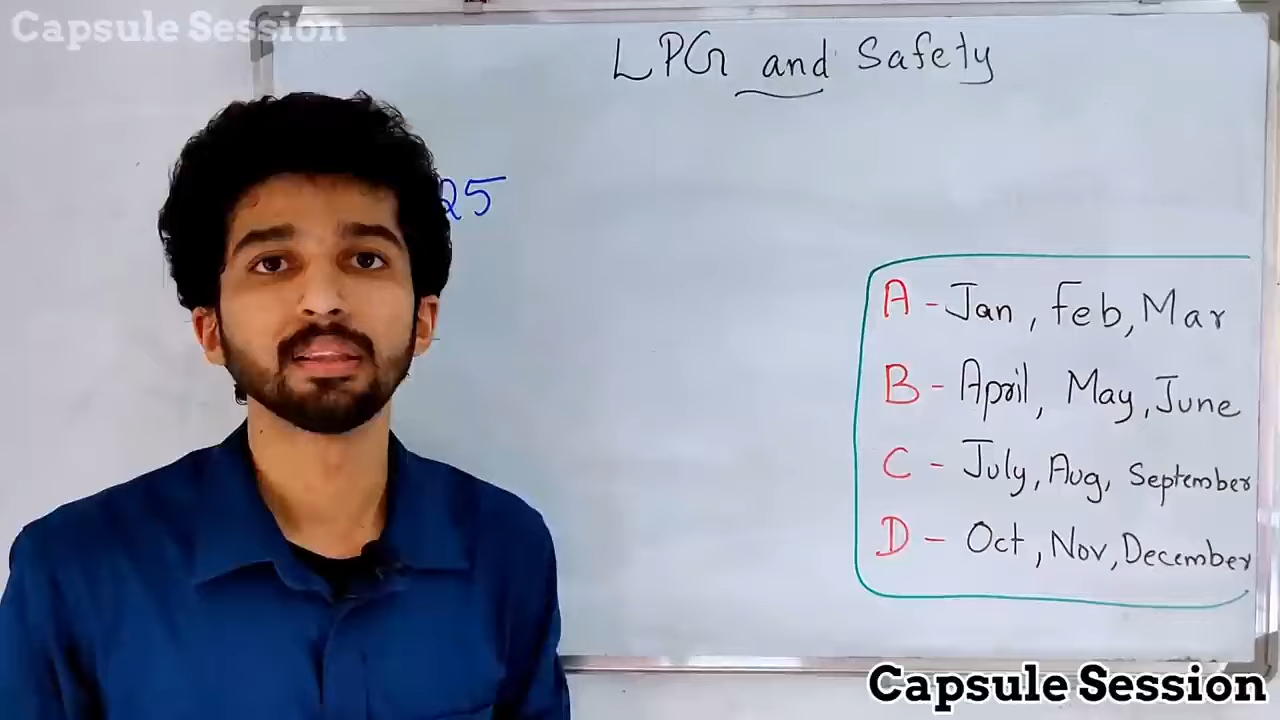 Capsule Session
LPG and Safety
25
A - Jan, Feb, Mar
B - April, May, June
C - July, Aug, September
D - Oct, Nov, December
Capsule Session